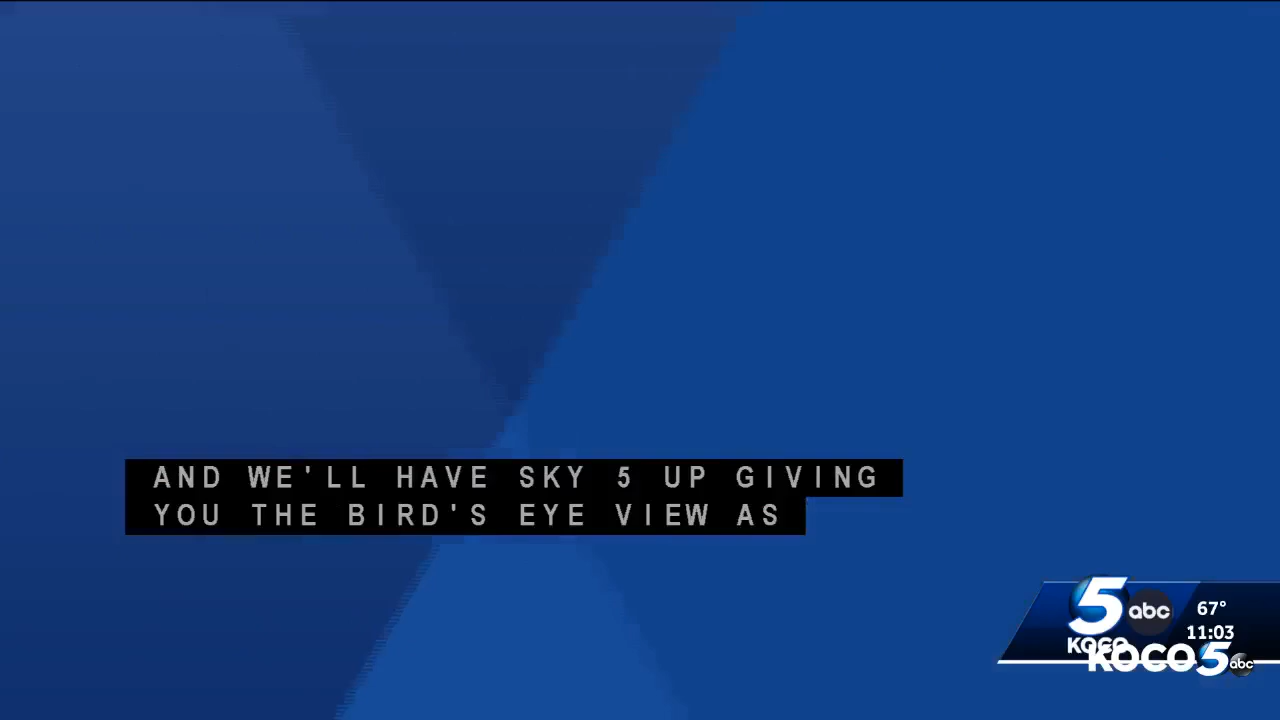 AND WE'LL HAVE SKY 5 UP GIVING
YOU THE BIRD'S EYE VIEW AS
5 abc 67°
KOCO 11:03
KOCO 5 abc